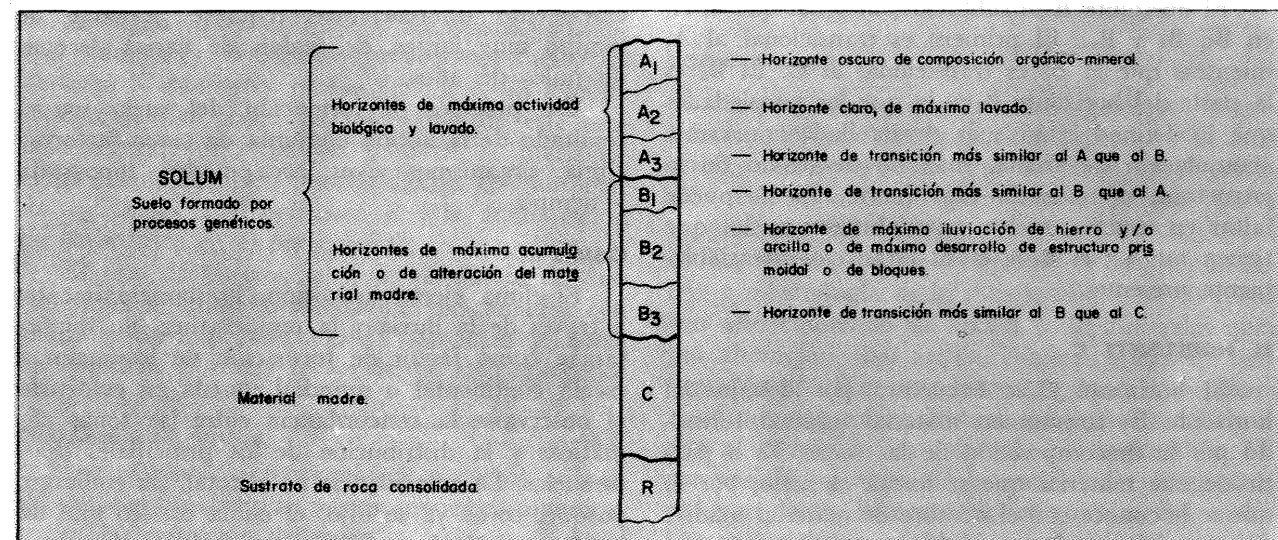 A1
— Horizonte oscuro de composición orgánico-mineral.
Horizontes de máxima actividad
biológica y lavado.
A2
— Horizonte claro, de máximo lavado.
A3
— Horizonte de transición más similar al A que al B.
SOLUM
Suelo formado por
procesos genéticos.
B1
— Horizonte de transición más similar al B que al A.
Horizontes de máxima acumula
ción o de alteración del mate
rial madre.
B2
— Horizonte de máxima iluviación de hierro y/o
arcilla o de máximo desarrollo de estructura pris
moidal o de bloques.
B3
— Horizonte de transición más similar al B que al C.
Material madre.
C
Sustrato de roca consolidada
R